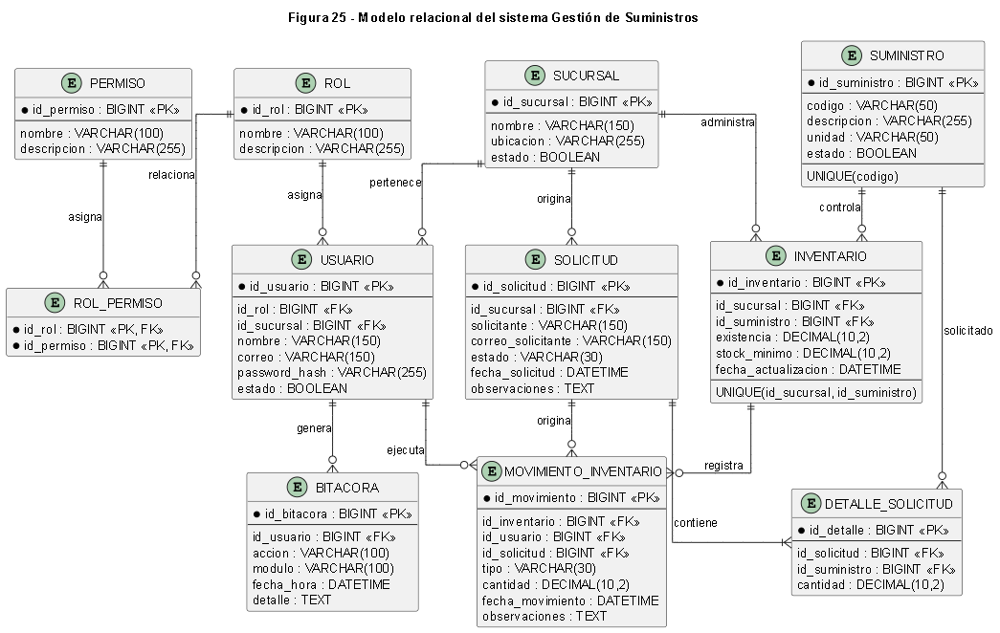 Figura 25 - Modelo relacional del sistema Gestión de Suministros
E PERMISO
id_permiso : BIGINT «PK»
nombre : VARCHAR(100)
descripcion : VARCHAR(255)
E ROL
id_rol : BIGINT «PK»
nombre : VARCHAR(100)
descripcion : VARCHAR(255)
E SUCURSAL
id_sucursal : BIGINT «PK»
nombre : VARCHAR(150)
ubicacion : VARCHAR(255)
estado : BOOLEAN
E SUMINISTRO
id_suministro : BIGINT «PK»
codigo : VARCHAR(50)
descripcion : VARCHAR(255)
unidad : VARCHAR(50)
estado : BOOLEAN
UNIQUE(codigo)
administra
relaciona
pertenece
asigna
asigna
origina
controla
E ROL_PERMISO
id_rol : BIGINT «PK, FK»
id_permiso : BIGINT «PK, FK»
E USUARIO
id_usuario : BIGINT «PK»
id_rol : BIGINT «FK»
id_sucursal : BIGINT «FK»
nombre : VARCHAR(150)
correo : VARCHAR(150)
password_hash : VARCHAR(255)
estado : BOOLEAN
E SOLICITUD
id_solicitud : BIGINT «PK»
id_sucursal : BIGINT «FK»
solicitante : VARCHAR(150)
correo_solicitante : VARCHAR(150)
estado : VARCHAR(30)
fecha_solicitud : DATETIME
observaciones : TEXT
E INVENTARIO
id_inventario : BIGINT «PK»
id_sucursal : BIGINT «FK»
id_suministro : BIGINT «FK»
existencia : DECIMAL(10,2)
stock_minimo : DECIMAL(10,2)
fecha_actualizacion : DATETIME
UNIQUE(id_sucursal, id_suministro)
solicitado
genera
ejecuta
origina
registra
contiene
E BITACORA
id_bitacora : BIGINT «PK»
id_usuario : BIGINT «FK»
accion : VARCHAR(100)
modulo : VARCHAR(100)
fecha_hora : DATETIME
detalle : TEXT
E MOVIMIENTO_INVENTARIO
id_movimiento : BIGINT «PK»
id_inventario : BIGINT «FK»
id_usuario : BIGINT «FK»
id_solicitud : BIGINT «FK»
tipo : VARCHAR(30)
cantidad : DECIMAL(10,2)
fecha_movimiento : DATETIME
observaciones : TEXT
E DETALLE_SOLICITUD
id_detalle : BIGINT «PK»
id_solicitud : BIGINT «FK»
id_suministro : BIGINT «FK»
cantidad : DECIMAL(10,2)